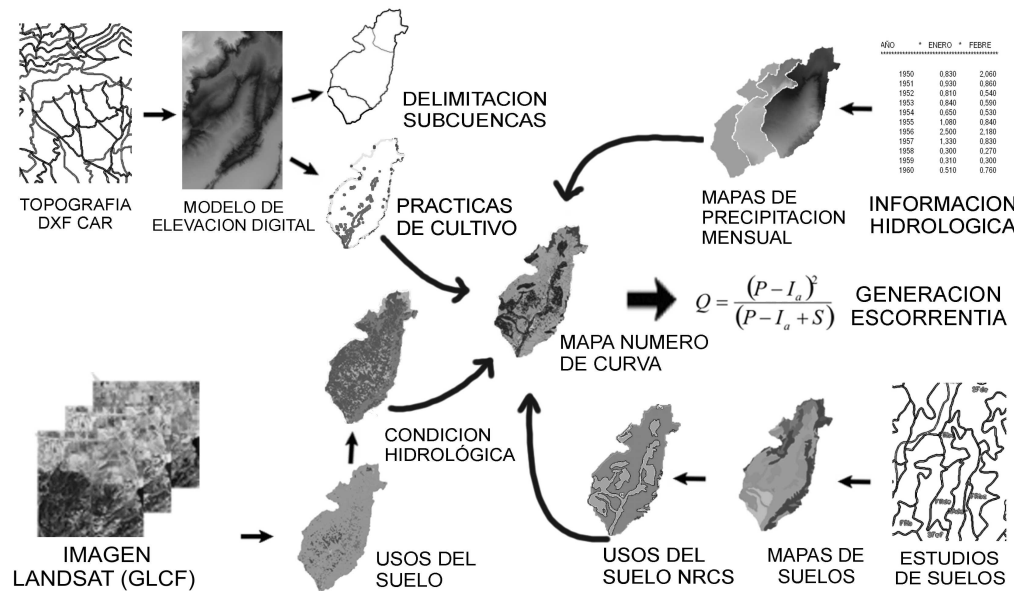 AÑO * ENERO * FEBRE
1950 0,830 2,060
1951 0,930 0,860
1952 0,810 0,540
1953 0,840 0,590
1954 0,650 0,530
1955 1,080 0,840
1956 2,500 2,180
1957 1,330 0,830
1958 0,300 0,270
1959 0,310 0,300
1960 0,510 0,760
TOPOGRAFIA
DXF CAR
MODELO DE
ELEVACION DIGITAL
DELIMITACION
SUBCUENCAS
PRACTICAS
DE CULTIVO
MAPAS DE
PRECIPITACION
MENSUAL
INFORMACION
HIDROLOGICA
MAPA NUMERO
DE CURVA
Q = (P − Iₐ)² / (P − Iₐ + S)
GENERACION
ESCORRENTIA
IMAGEN
LANDSAT (GLCF)
USOS DEL
SUELO
CONDICION
HIDROLÓGICA
USOS DEL
SUELO NRCS
MAPAS DE
SUELOS
ESTUDIOS
DE SUELOS